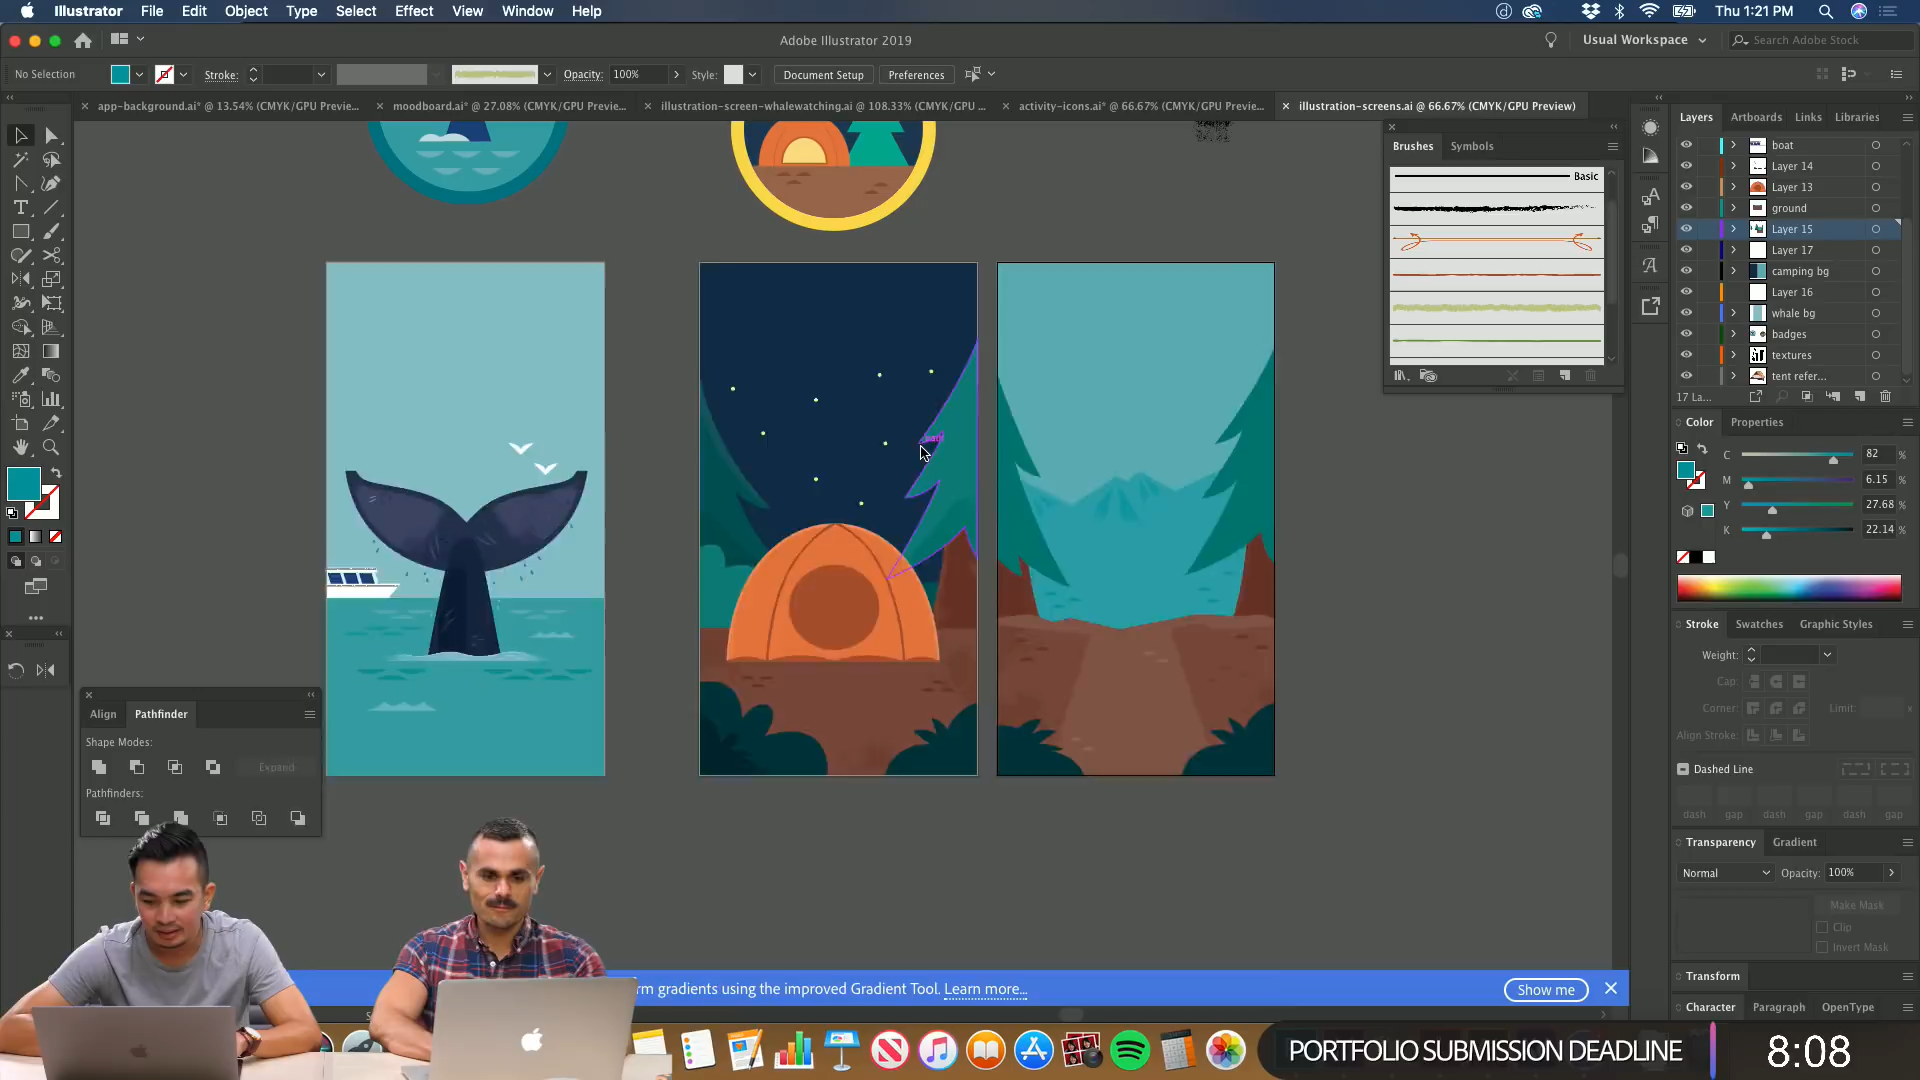 Illustrator File Edit Object Type Select Effect View Window Help
Thu 1:21 PM
Adobe Illustrator 2019
Usual Workspace
Search Adobe Stock
No Selection
Stroke:
Opacity: 100%
Style:
Document Setup
Preferences
app-background.ai* @ 13.54% (CMYK/GPU Previe...
moodboard.ai* @ 27.08% (CMYK/GPU Previe...
illustration-screen-whalewatching.ai @ 108.33% (CMYK/GPU ...
activity-icons.ai* @ 66.67% (CMYK/GPU Previe...
illustration-screens.ai @ 66.67% (CMYK/GPU Preview)
Brushes Symbols
Basic
Layers Artboards Links Libraries
boat
Layer 14
Layer 13
ground
Layer 15
Layer 17
camping bg
Layer 16
whale bg
badges
textures
tent refer...
17 La...
Color Properties
C 82 %
M 6.15 %
Y 27.68 %
K 22.14 %
Stroke Swatches Graphic Styles
Weight:
Cap:
Corner: Limit: x
Align Stroke:
Dashed Line
dash gap dash gap dash gap
Transparency Gradient
Normal Opacity: 100%
Make Mask
Clip
Invert Mask
Transform
Character Paragraph OpenType
Align Pathfinder
Shape Modes:
Expand
Pathfinders:
rm gradients using the improved Gradient Tool. Learn more...
Show me
PORTFOLIO SUBMISSION DEADLINE 8:08